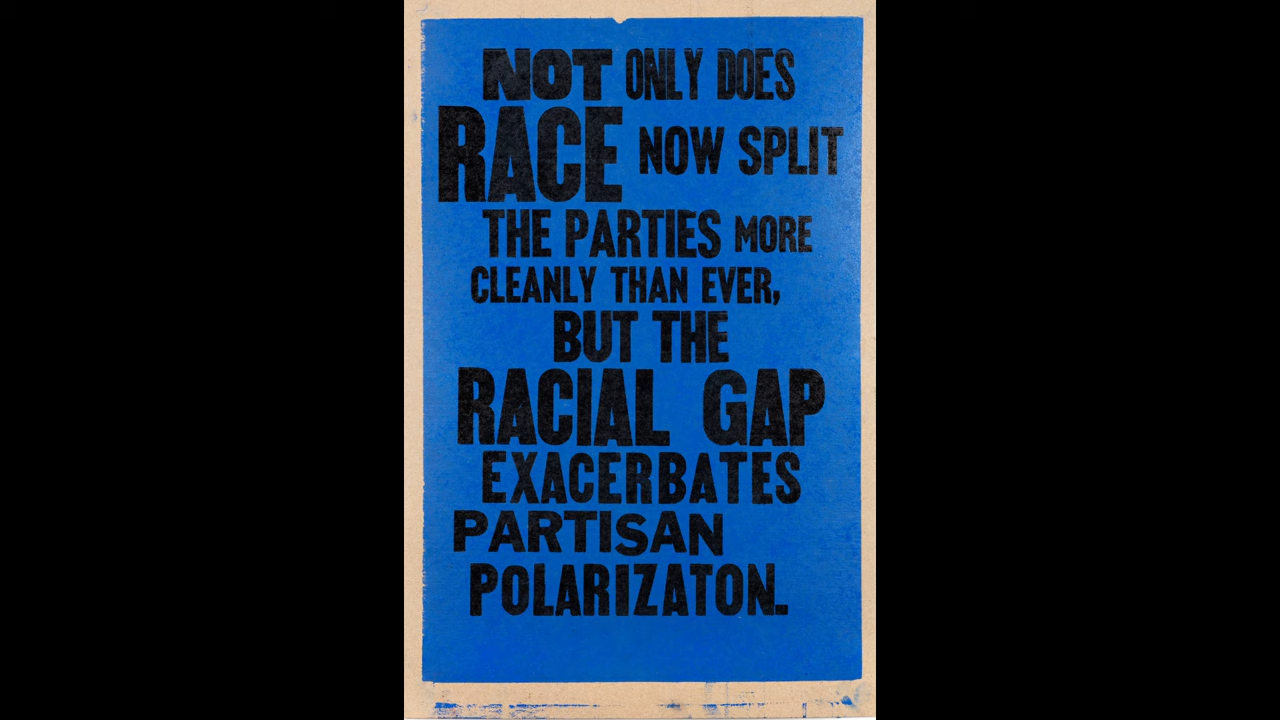 NOT ONLY DOES
RACE NOW SPLIT
THE PARTIES MORE
CLEANLY THAN EVER,
BUT THE
RACIAL GAP
EXACERBATES
PARTISAN
POLARIZATON.